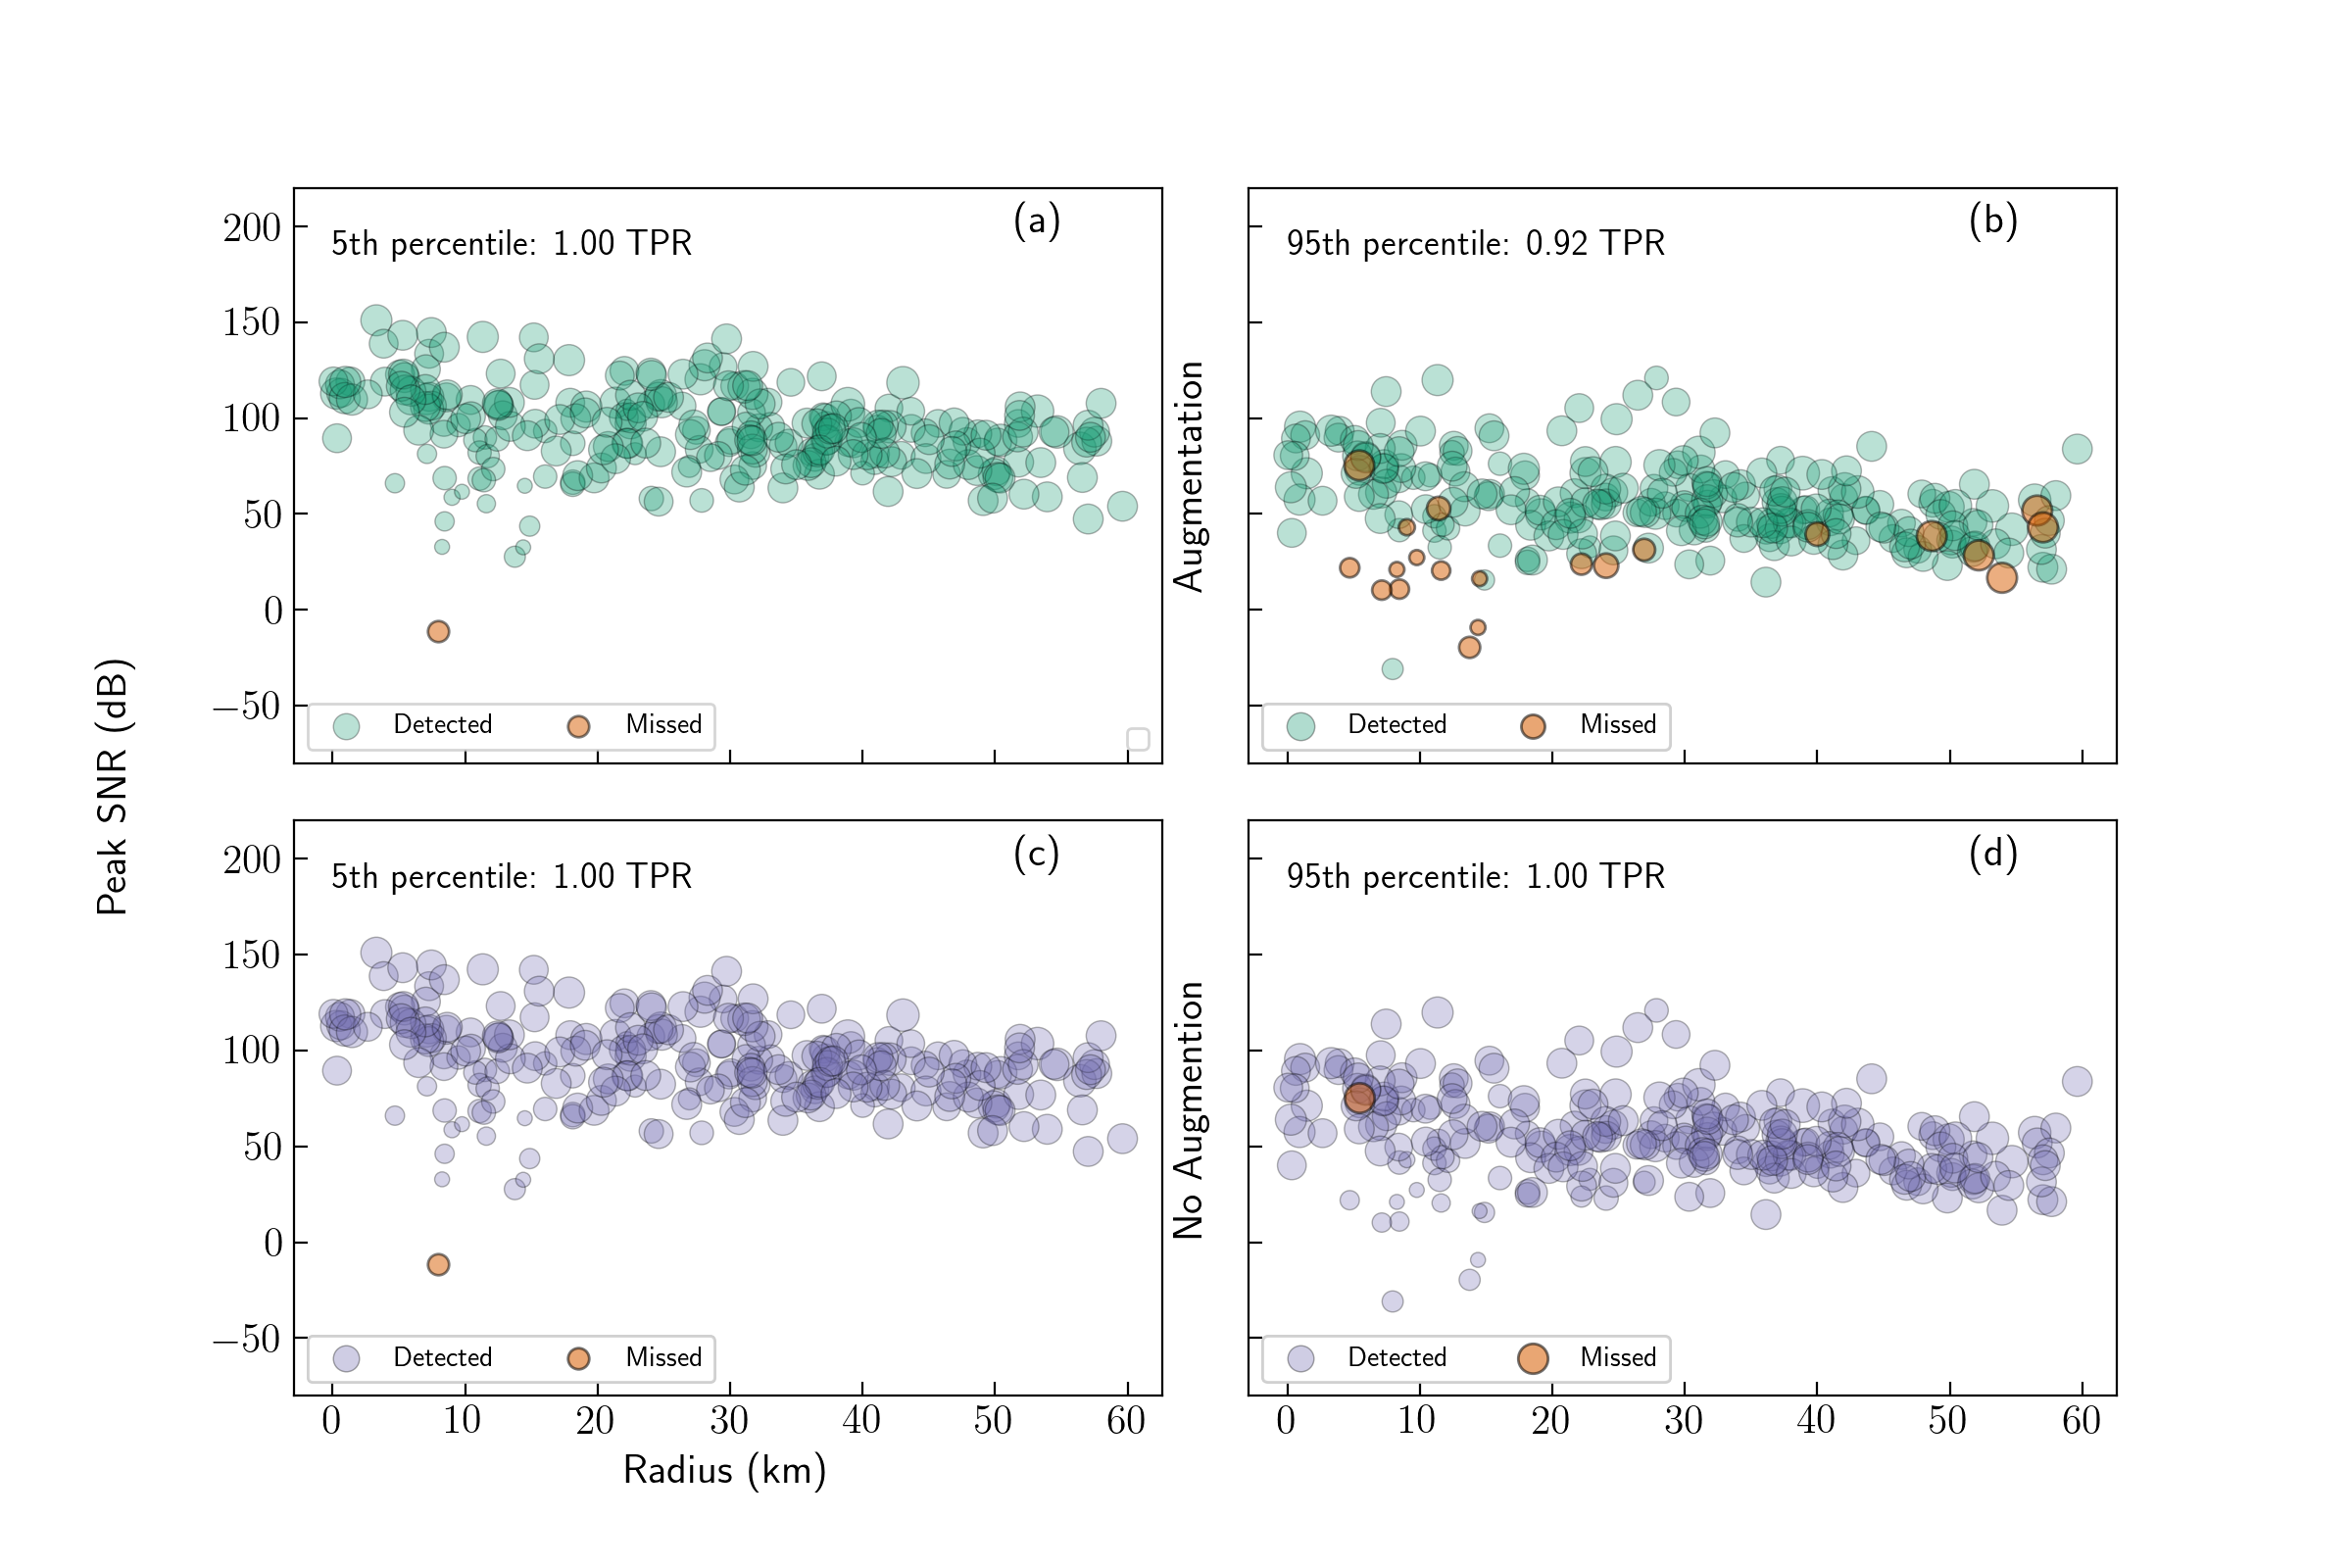 (a)
5th percentile: 1.00 TPR
200
150
100
50
0
−50
Detected
Missed
(b)
95th percentile: 0.92 TPR
Augmentation
Detected
Missed
Peak SNR (dB)
(c)
5th percentile: 1.00 TPR
200
150
100
50
0
−50
Detected
Missed
0 10 20 30 40 50 60
Radius (km)
(d)
95th percentile: 1.00 TPR
No Augmention
Detected
Missed
0 10 20 30 40 50 60